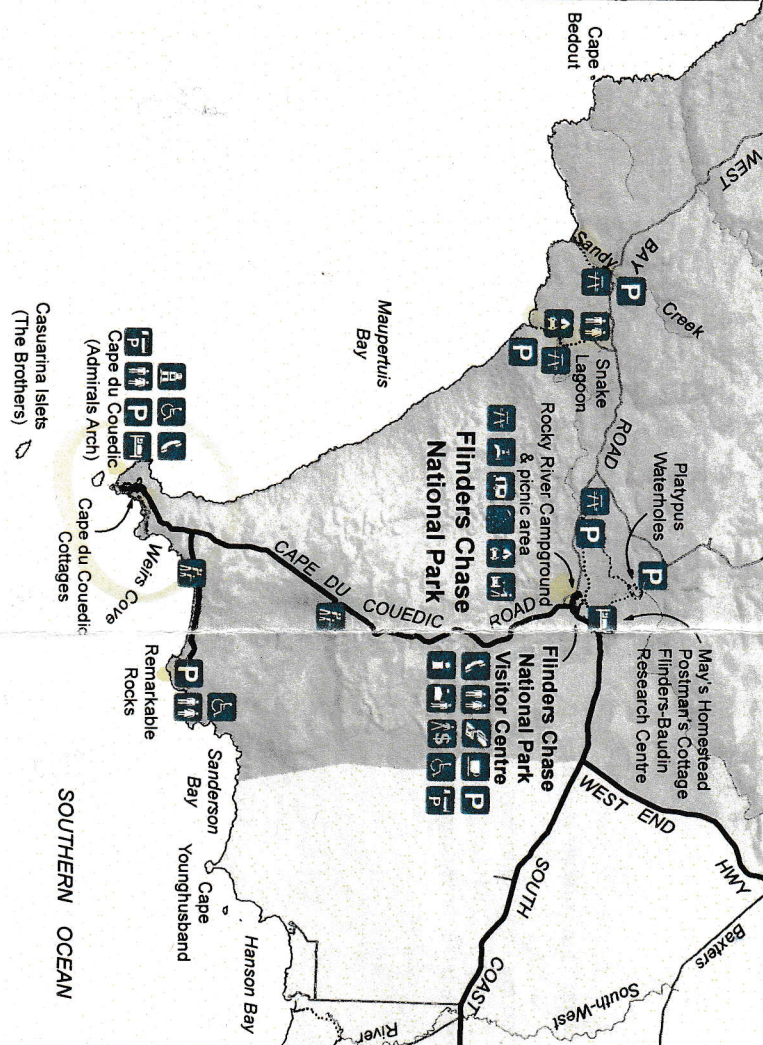 WEST
BAY
ROAD
WEST END
HWY
Baxters
South-West
River
SOUTH
COAST
May's Homestead
Postman's Cottage
Flinders-Baudin
Research Centre
Platypus
Waterholes
P
Sandy
Creek
P
Cape
Bedout
Snake
Lagoon
P
P
Rocky River Campground
& picnic area
Flinders Chase
National Park
Flinders Chase
National Park
Visitor Centre
P
i
$
CAPE DU COUEDIC ROAD
Maupertuis
Bay
Cape du Couedic
(Admirals Arch)
P
Casuarina Islets
(The Brothers)
Cape du Couedic
Cottages
Weirs Cove
Remarkable
Rocks
P
Sanderson
Bay
Cape
Younghusband
Hanson Bay
SOUTHERN OCEAN